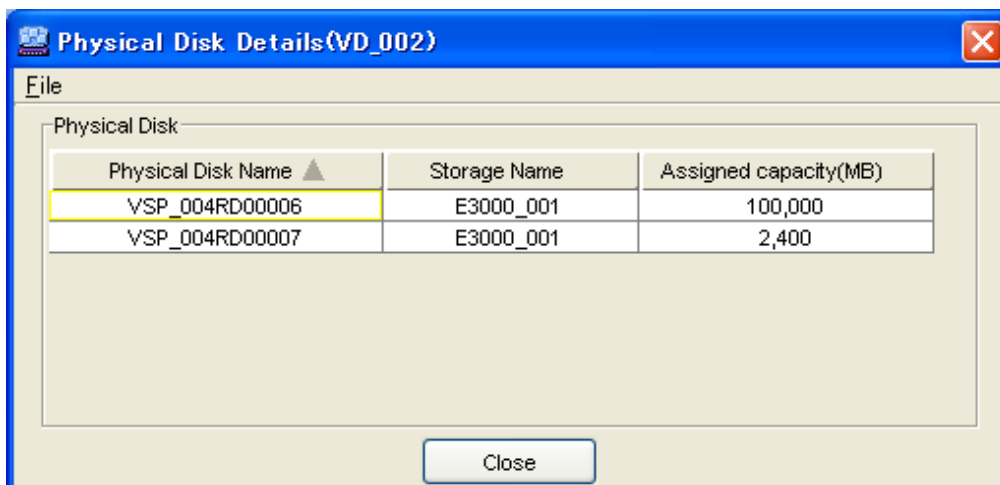 Physical Disk Details(VD_002)
File
Physical Disk
Physical Disk Name Storage Name Assigned capacity(MB)
VSP_004RD00006 E3000_001 100,000
VSP_004RD00007 E3000_001 2,400
Close